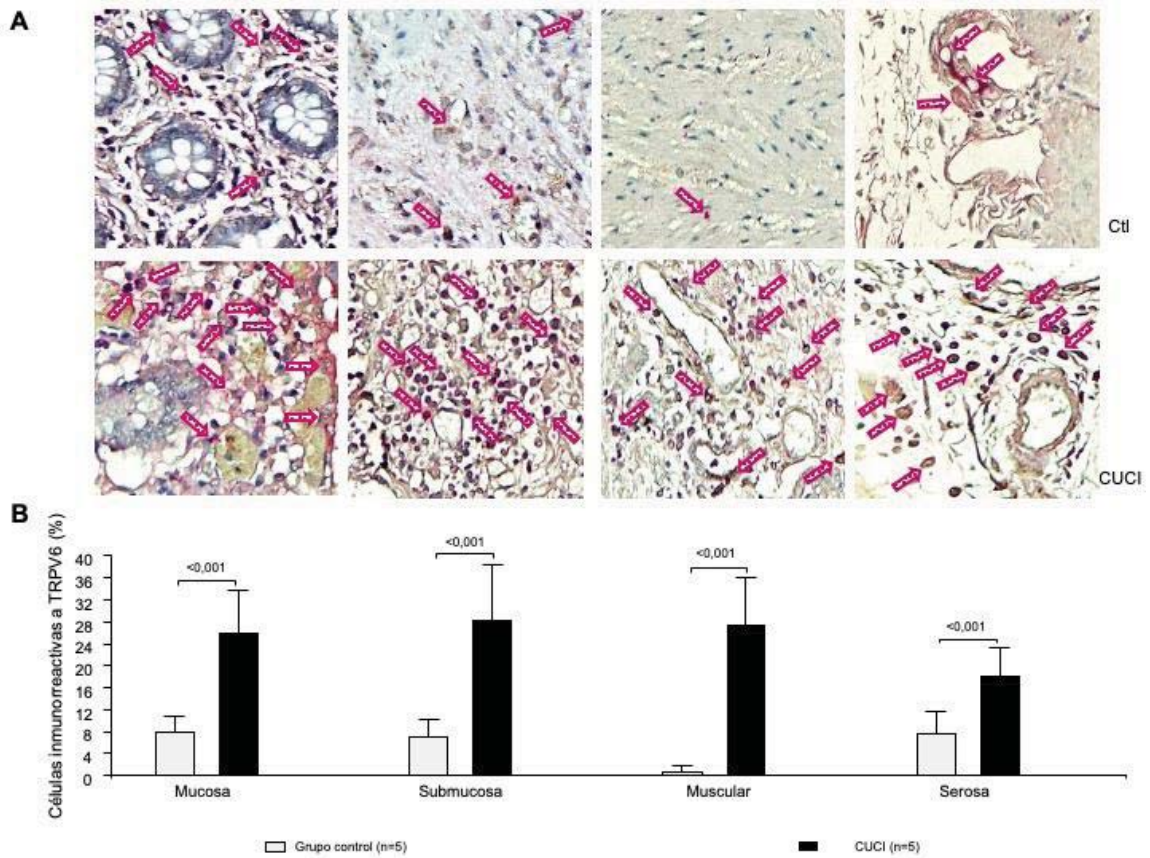 A
Ctl
CUCI
B
Células inmunorreactivas a TRPV6 (%)
40
36
32
28
24
20
16
12
8
4
0
<0,001
<0,001
<0,001
<0,001
Mucosa
Submucosa
Muscular
Serosa
Grupo control (n=5)
CUCI (n=5)